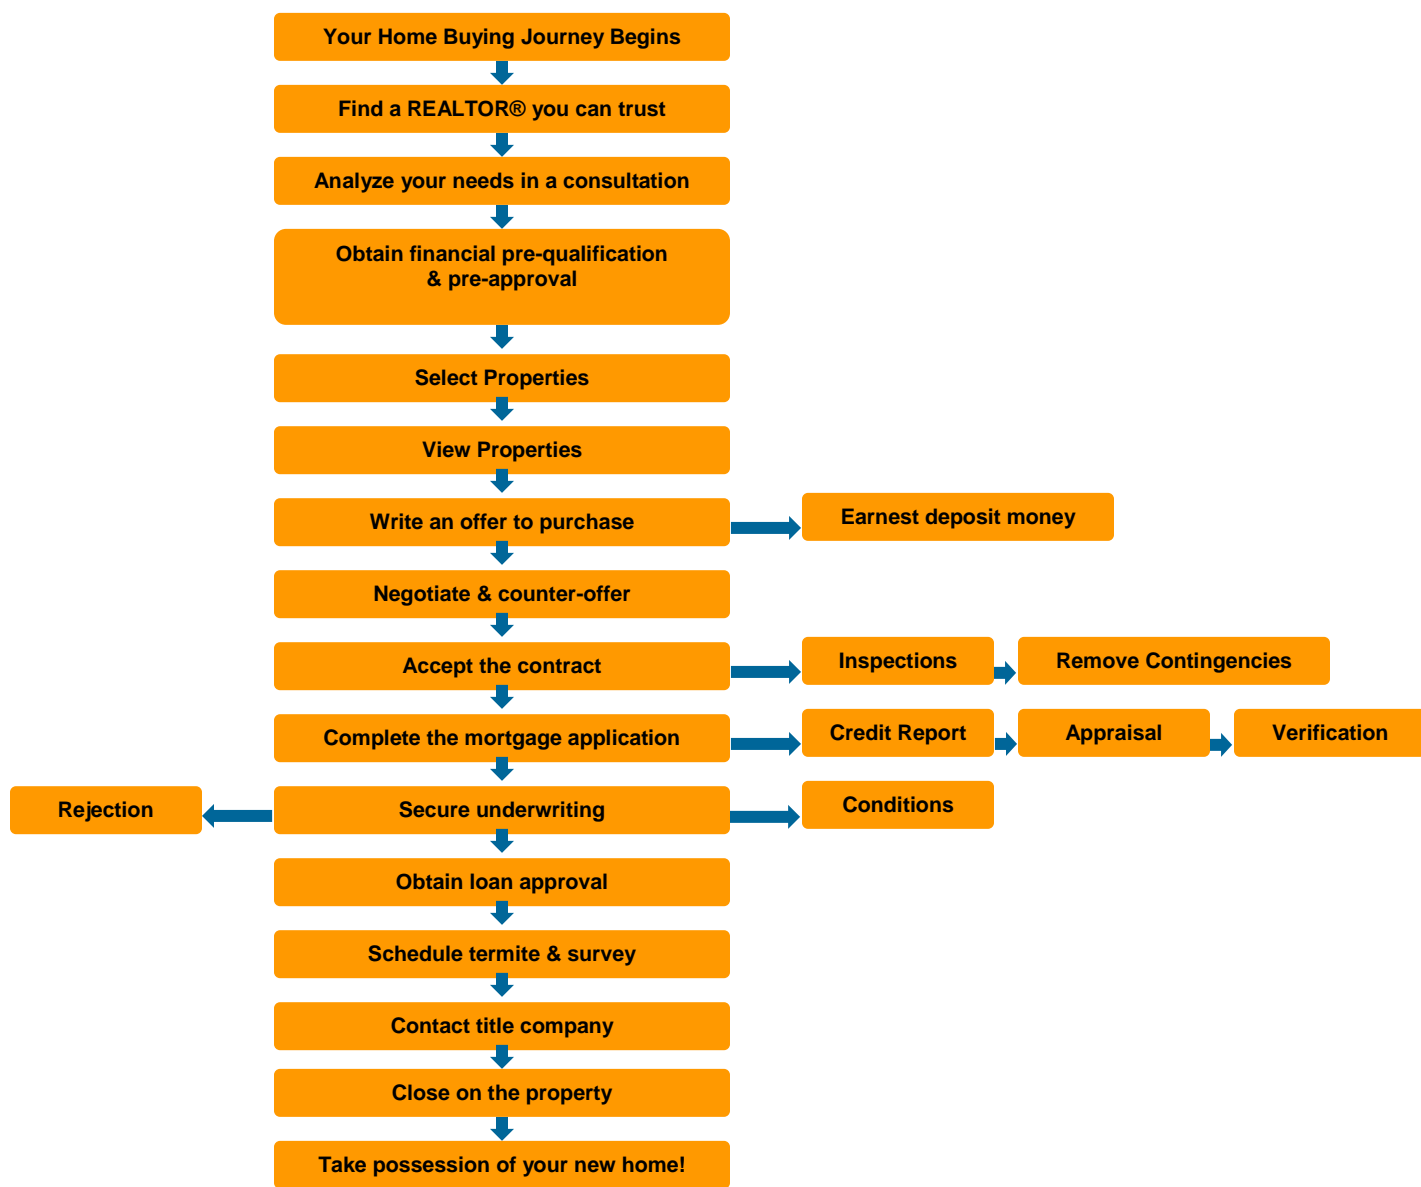 Your Home Buying Journey Begins
Find a REALTOR® you can trust
Analyze your needs in a consultation
Obtain financial pre-qualification
& pre-approval
Select Properties
View Properties
Write an offer to purchase
Earnest deposit money
Negotiate & counter-offer
Accept the contract
Inspections
Remove Contingencies
Complete the mortgage application
Credit Report
Appraisal
Verification
Rejection
Secure underwriting
Conditions
Obtain loan approval
Schedule termite & survey
Contact title company
Close on the property
Take possession of your new home!